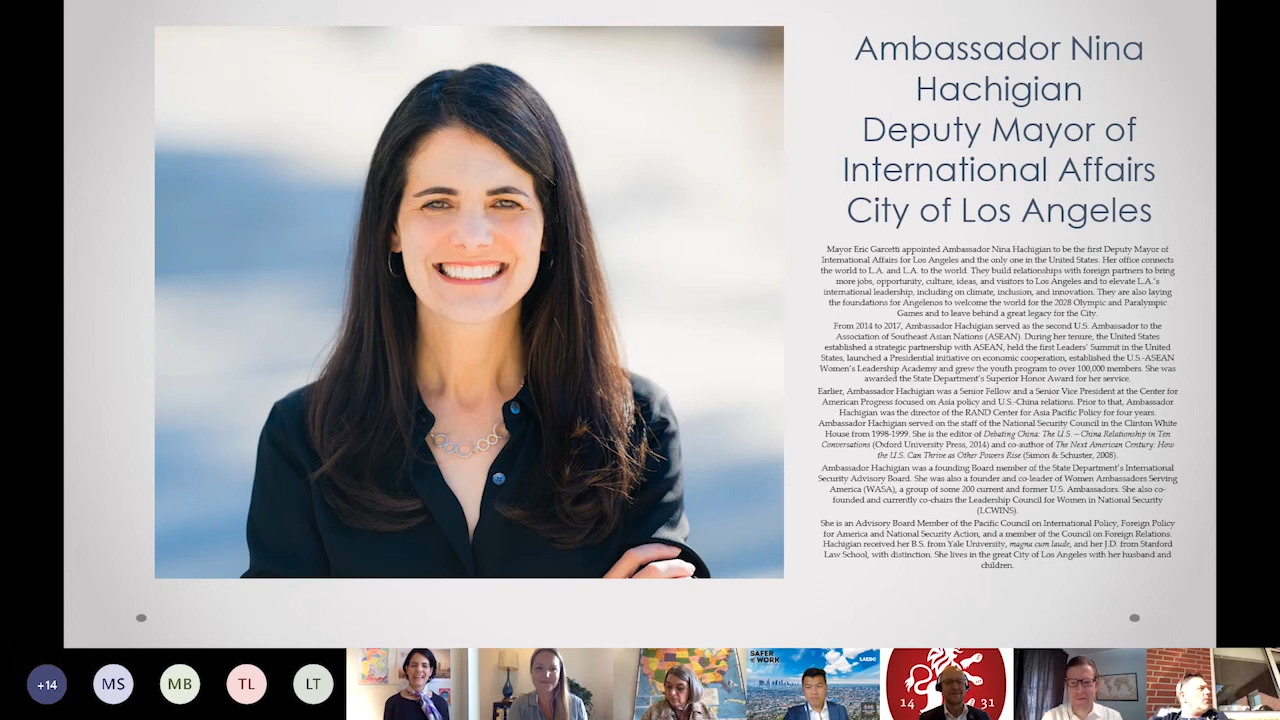 Ambassador Nina
Hachigian
Deputy Mayor of
International Affairs
City of Los Angeles
Mayor Eric Garcetti appointed Ambassador Nina Hachigian to be the first Deputy Mayor of
International Affairs for Los Angeles and the only one in the United States. Her office connects
the world to L.A. and L.A. to the world. They build relationships with foreign partners to bring
more jobs, opportunity, culture, ideas, and visitors to Los Angeles and to elevate L.A.'s
international leadership, including on climate, inclusion, and innovation. They are also laying
the foundations for Angelenos to welcome the world for the 2028 Olympic and Paralympic
Games and to leave behind a great legacy for the City.
From 2014 to 2017, Ambassador Hachigian served as the second U.S. Ambassador to the
Association of Southeast Asian Nations (ASEAN). During her tenure, the United States
established a strategic partnership with ASEAN, held the first Leaders' Summit in the United
States, launched a Presidential initiative on economic cooperation, established the U.S.-ASEAN
Women's Leadership Academy and grew the youth program to over 100,000 members. She was
awarded the State Department's Superior Honor Award for her service.
Earlier, Ambassador Hachigian was a Senior Fellow and a Senior Vice President at the Center for
American Progress focused on Asia policy and U.S.-China relations. Prior to that, Ambassador
Hachigian was the director of the RAND Center for Asia Pacific Policy for four years.
Ambassador Hachigian served on the staff of the National Security Council in the Clinton White
House from 1998-1999. She is the editor of Debating China: The U.S. – China Relationship in Ten
Conversations (Oxford University Press, 2014) and co-author of The Next American Century: How
the U.S. Can Thrive as Other Powers Rise (Simon & Schuster, 2008).
Ambassador Hachigian was a founding Board member of the State Department's International
Security Advisory Board. She was also a founder and co-leader of Women Ambassadors Serving
America (WASA), a group of some 200 current and former U.S. Ambassadors. She also co-
founded and currently co-chairs the Leadership Council for Women in National Security
(LCWINS).
She is an Advisory Board Member of the Pacific Council on International Policy, Foreign Policy
for America and National Security Action, and a member of the Council on Foreign Relations.
Hachigian received her B.S. from Yale University, magna cum laude, and her J.D. from Stanford
Law School, with distinction. She lives in the great City of Los Angeles with her husband and
children.
+14
MS
MB
TL
LT
SAFER
AT WORK
LAEDC
14 31